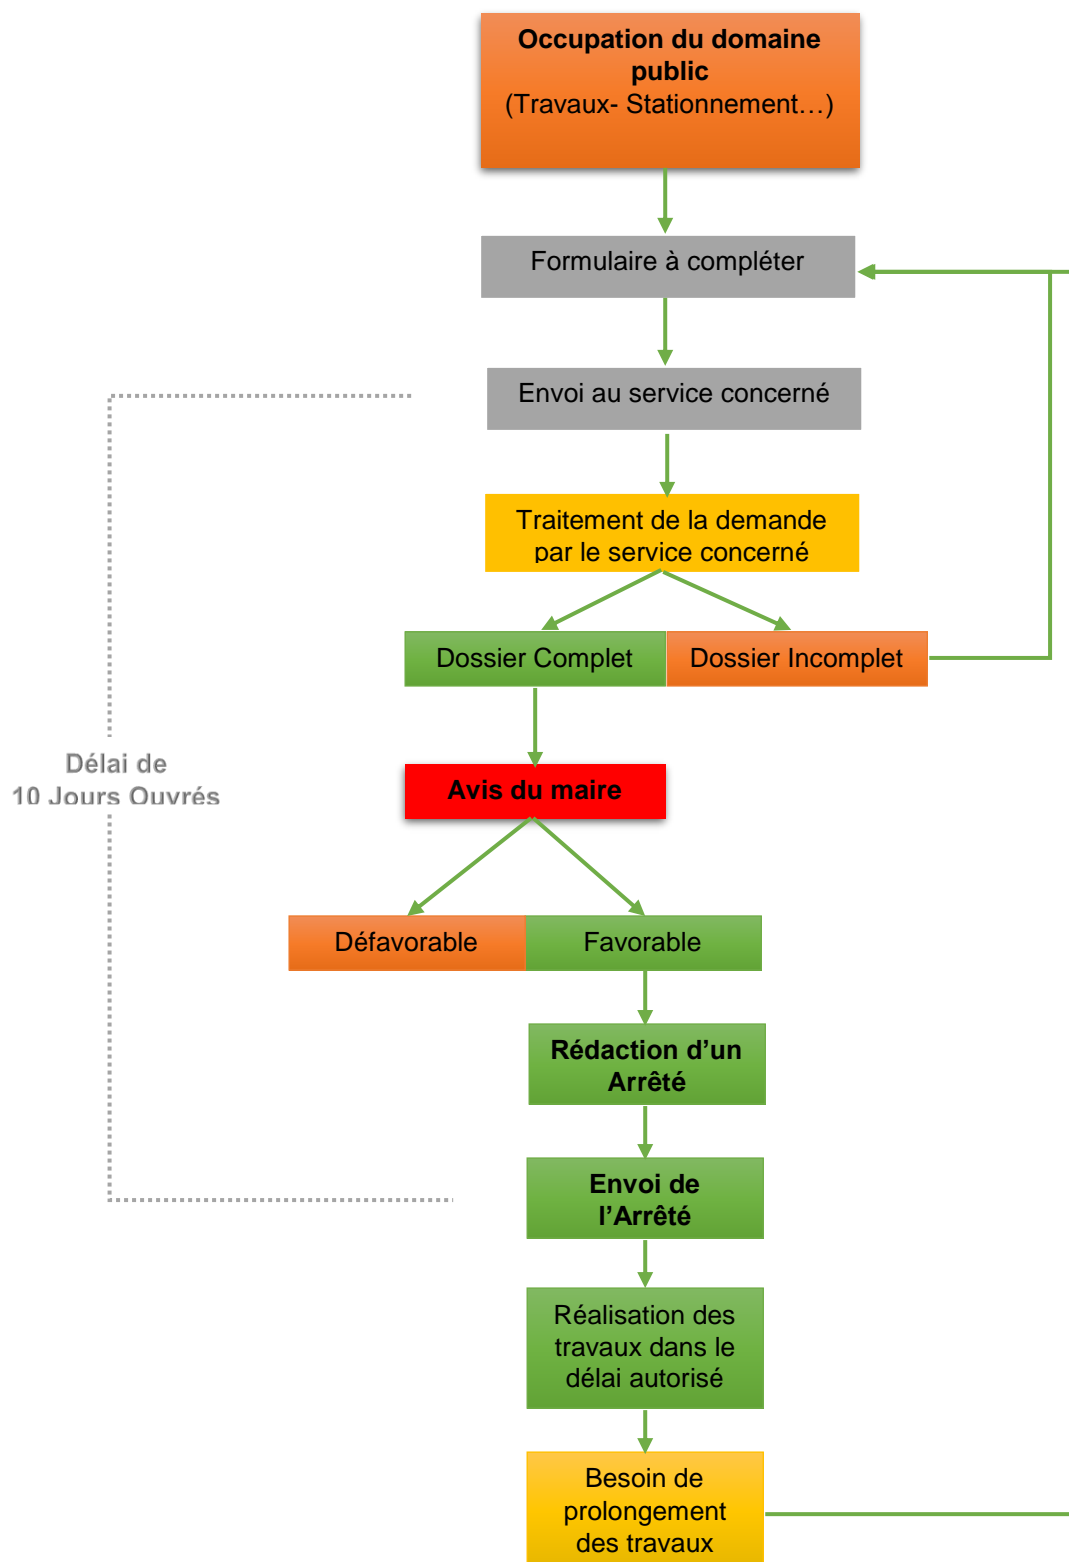 Occupation du domaine
public
(Travaux- Stationnement…)
Formulaire à compléter
Envoi au service concerné
Traitement de la demande
par le service concerné
Dossier Complet
Dossier Incomplet
Délai de
10 Jours Ouvrés
Avis du maire
Défavorable
Favorable
Rédaction d’un
Arrêté
Envoi de
l’Arrêté
Réalisation des
travaux dans le
délai autorisé
Besoin de
prolongement
des travaux